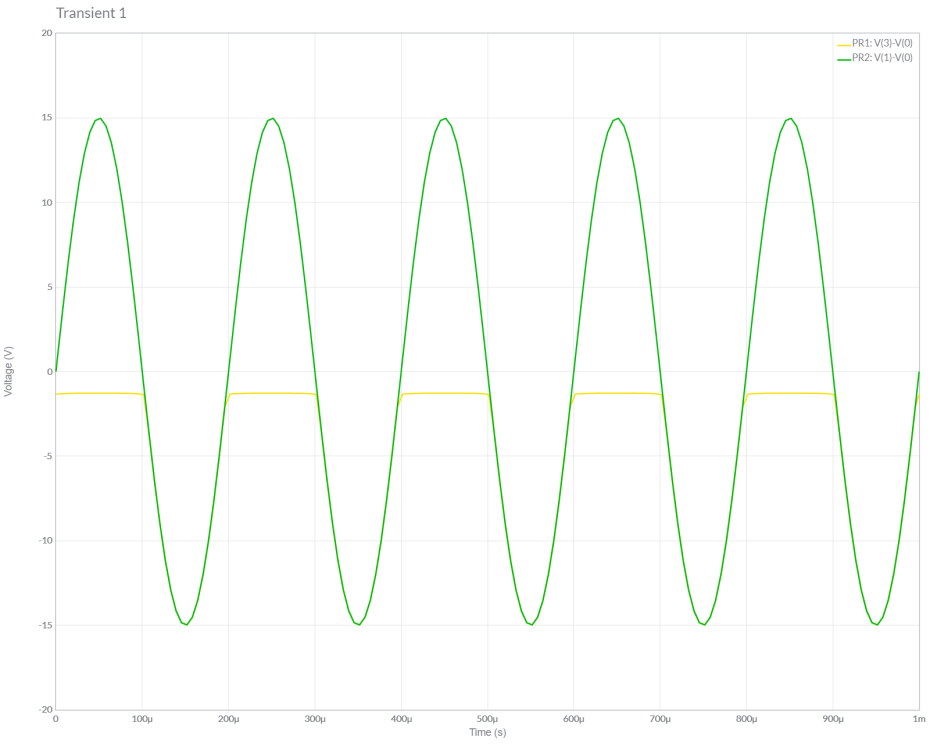 Transient 1
PR1: V(3)-V(0)
PR2: V(1)-V(0)
20
15
10
5
0
-5
-10
-15
-20
Voltage (V)
0 100µ 200µ 300µ 400µ 500µ 600µ 700µ 800µ 900µ 1m
Time (s)